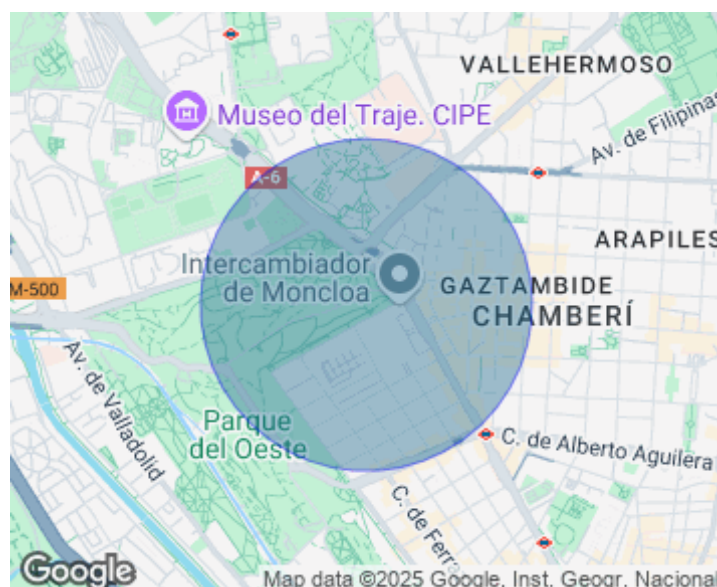 VALLEHERMOSO
Museo del Traje. CIPE
Av. de Filipinas
A-6
ARAPILES
Intercambiador
de Moncloa
GAZTAMBIDE
CHAMBERÍ
M-500
Av. de Valladolid
Parque
del Oeste
C. de Alberto Aguilera
C. de Ferra
Google
Map data ©2025 Google, Inst. Geogr. Nacional